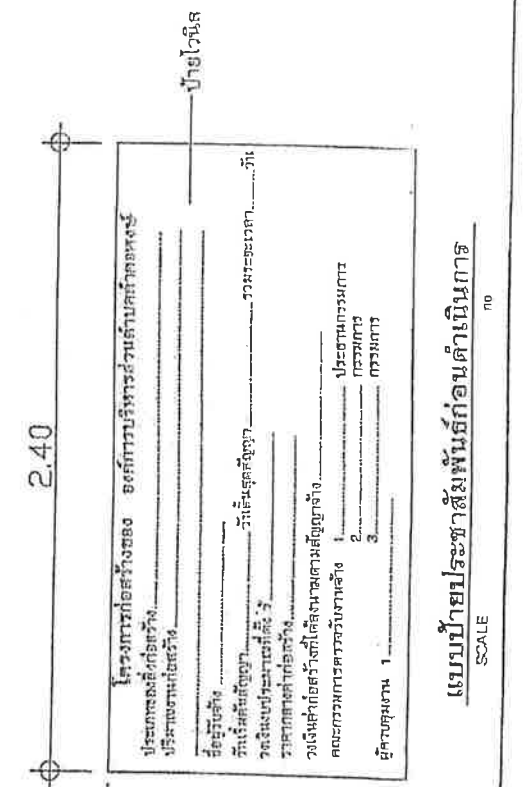 2.40
โครงการก่อสร้างของ องค์การบริหารส่วนตำบล
ป้ายไวนิล
ประเภทของสิ่งก่อสร้าง
ปริมาณงานก่อสร้าง
ชื่อผู้รับจ้าง
วันเริ่มต้นสัญญา วันสิ้นสุดสัญญา รวมระยะเวลา วัน
วงเงินงบประมาณที่ตั้งไว้
ราคากลางค่าก่อสร้าง
วงเงินค่าก่อสร้างที่ได้ลงนามตามสัญญาจ้าง
คณะกรรมการตรวจรับงานจ้าง 1. ประธานกรรมการ
2. กรรมการ
3. กรรมการ
ผู้ควบคุมงาน 1
แบบป้ายประชาสัมพันธ์ก่อนดำเนินการ
SCALE no